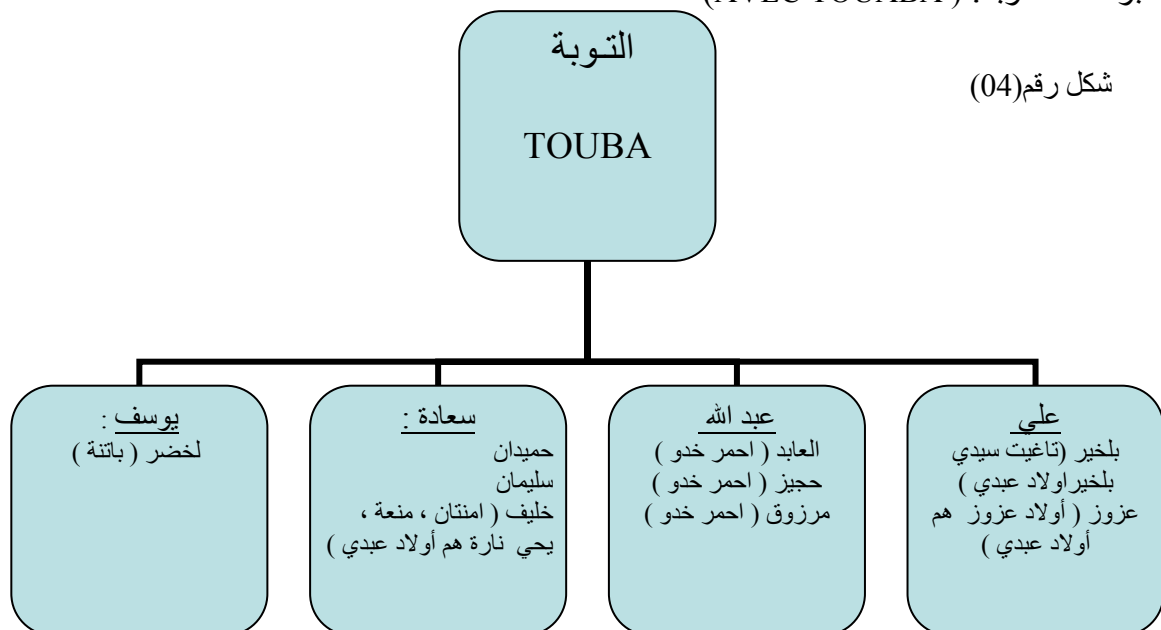 (AVEC TOUABA )
شكل رقم(04)
التـوبة
TOUBA
علي
بلخير (تاغيت سيدي
بلخيراولاد عبدي )
عزوز ( أولاد عزوز هم
أولاد عبدي )
عبد الله
العابد ( احمر خدو )
حجيز ( احمر خدو )
مرزوق ( احمر خدو )
سعادة :
حميدان
سليمان
خليف ( امنتان ، منعة ،
يحي نارة هم أولاد عبدي )
يوسف :
لخضر ( باتنة )